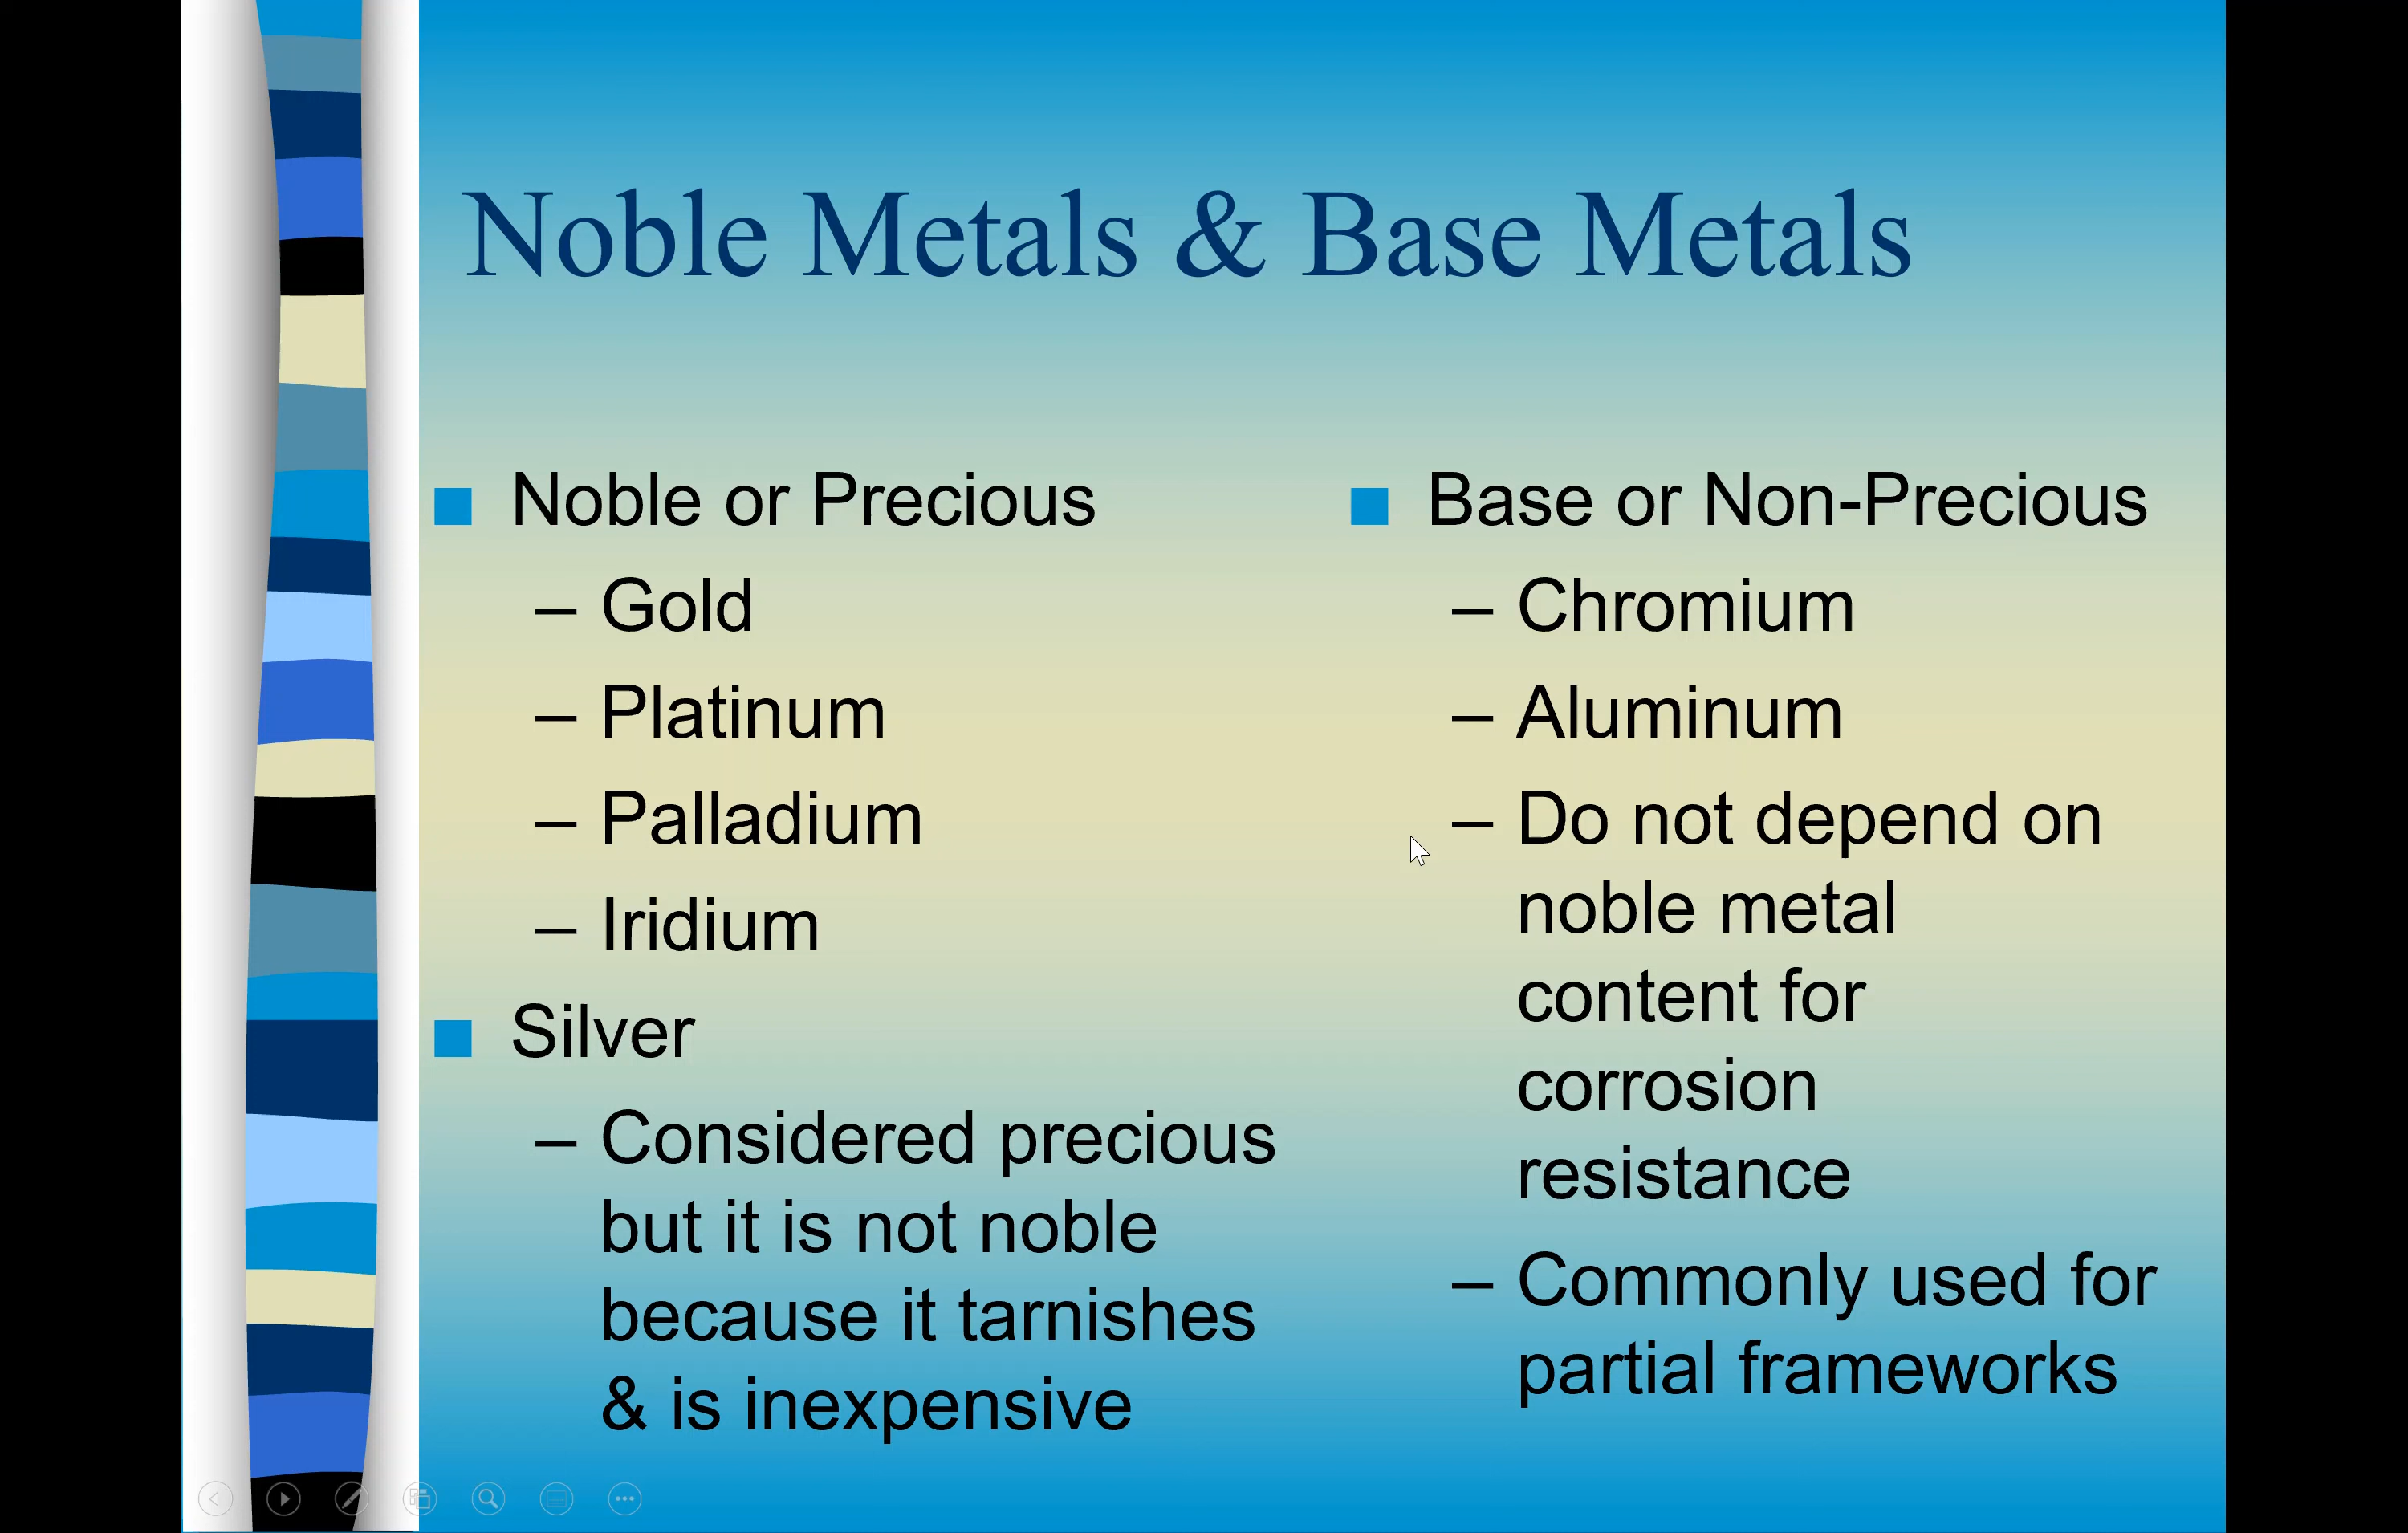 Noble Metals & Base Metals
■ Noble or Precious
– Gold
– Platinum
– Palladium
– Iridium
■ Silver
– Considered precious
but it is not noble
because it tarnishes
& is inexpensive
■ Base or Non-Precious
– Chromium
– Aluminum
– Do not depend on
noble metal
content for
corrosion
resistance
– Commonly used for
partial frameworks